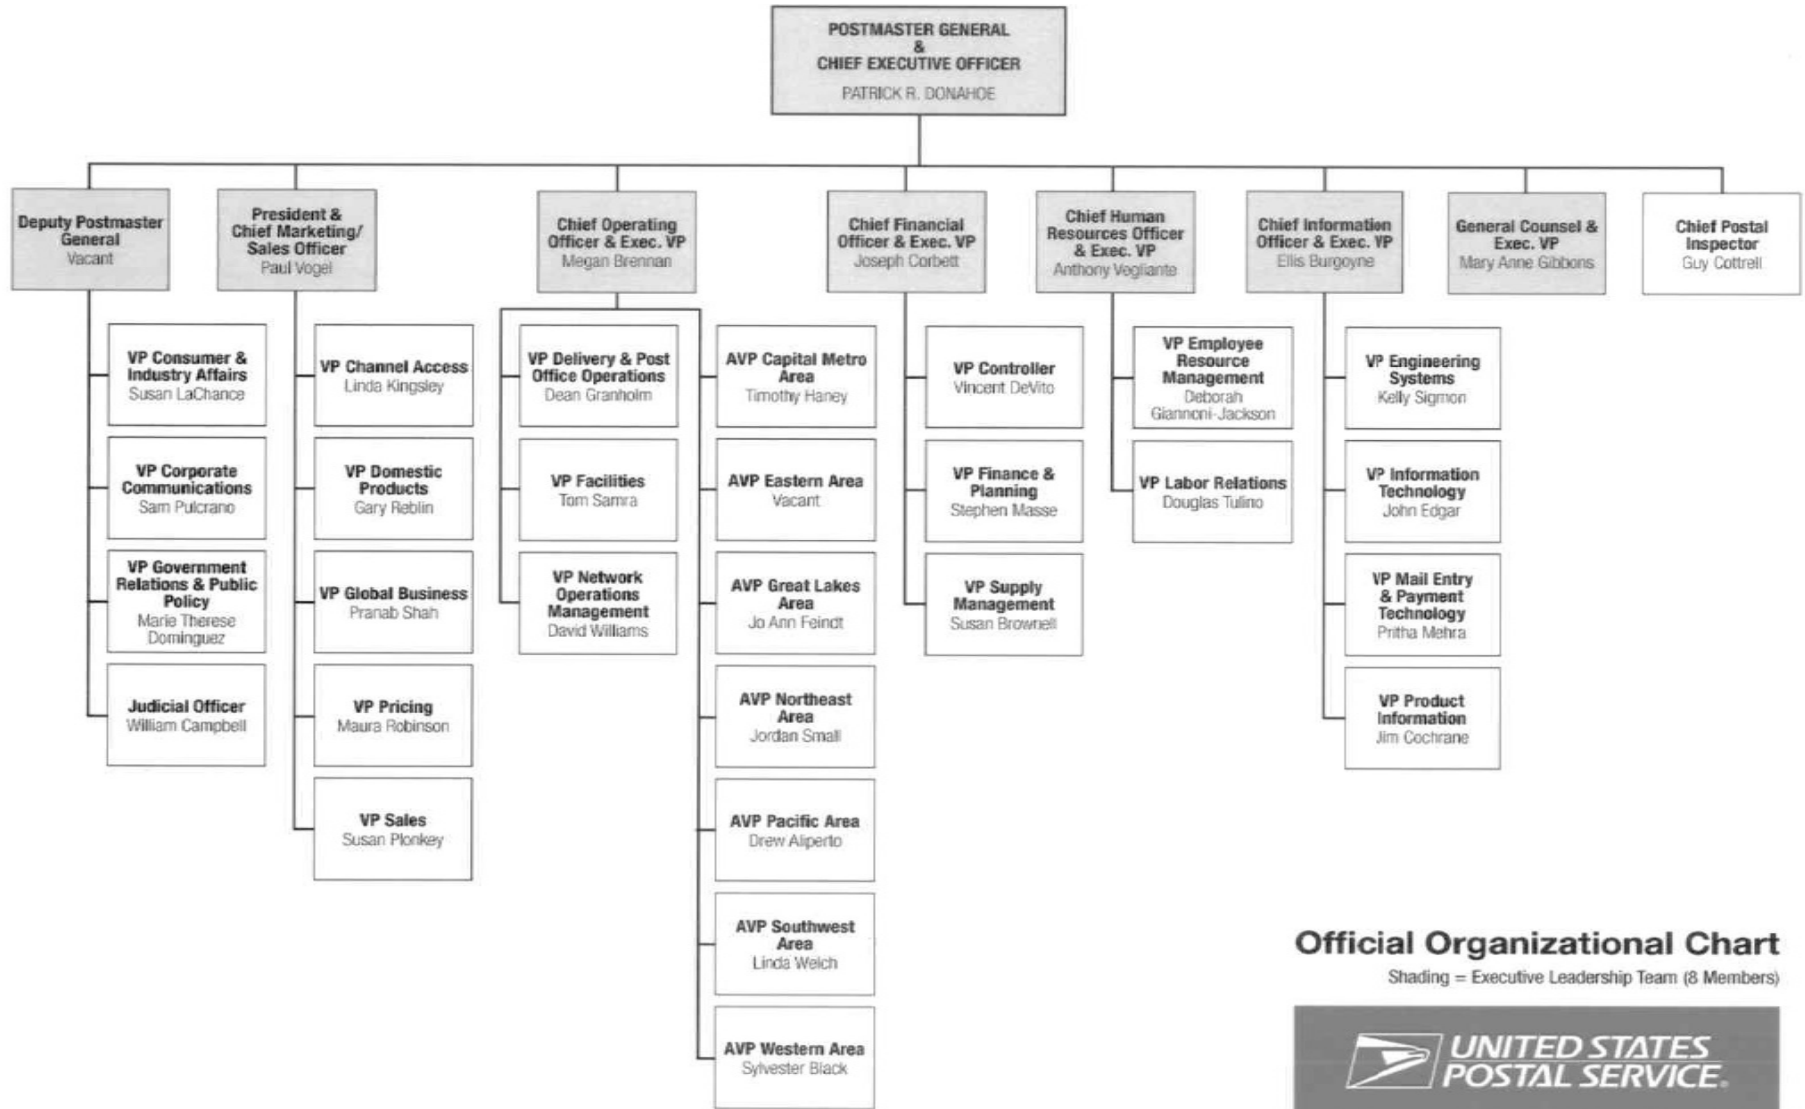 POSTMASTER GENERAL
&
CHIEF EXECUTIVE OFFICER
PATRICK R. DONAHOE
Deputy Postmaster
General
Vacant
President &
Chief Marketing/
Sales Officer
Paul Vogel
Chief Operating
Officer & Exec. VP
Megan Brennan
Chief Financial
Officer & Exec. VP
Joseph Corbett
Chief Human
Resources Officer
& Exec. VP
Anthony Vegliante
Chief Information
Officer & Exec. VP
Ellis Burgoyne
General Counsel &
Exec. VP
Mary Anne Gibbons
Chief Postal
Inspector
Guy Cottrell
VP Consumer &
Industry Affairs
Susan LaChance
VP Corporate
Communications
Sam Pulcrano
VP Government
Relations & Public
Policy
Marie Therese
Dominguez
Judicial Officer
William Campbell
VP Channel Access
Linda Kingsley
VP Domestic
Products
Gary Reblin
VP Global Business
Pranab Shah
VP Pricing
Maura Robinson
VP Sales
Susan Plonkey
VP Delivery & Post
Office Operations
Dean Granholm
VP Facilities
Tom Samra
VP Network
Operations
Management
David Williams
AVP Capital Metro
Area
Timothy Haney
AVP Eastern Area
Vacant
AVP Great Lakes
Area
Jo Ann Feindt
AVP Northeast
Area
Jordan Small
AVP Pacific Area
Drew Aliperto
AVP Southwest
Area
Linda Welch
AVP Western Area
Sylvester Black
VP Controller
Vincent DeVito
VP Finance &
Planning
Stephen Masse
VP Supply
Management
Susan Brownell
VP Employee
Resource
Management
Deborah
Giannoni-Jackson
VP Labor Relations
Douglas Tulino
VP Engineering
Systems
Kelly Sigmon
VP Information
Technology
John Edgar
VP Mail Entry
& Payment
Technology
Pritha Mehra
VP Product
Information
Jim Cochrane
Official Organizational Chart
Shading = Executive Leadership Team (8 Members)
UNITED STATES
POSTAL SERVICE®